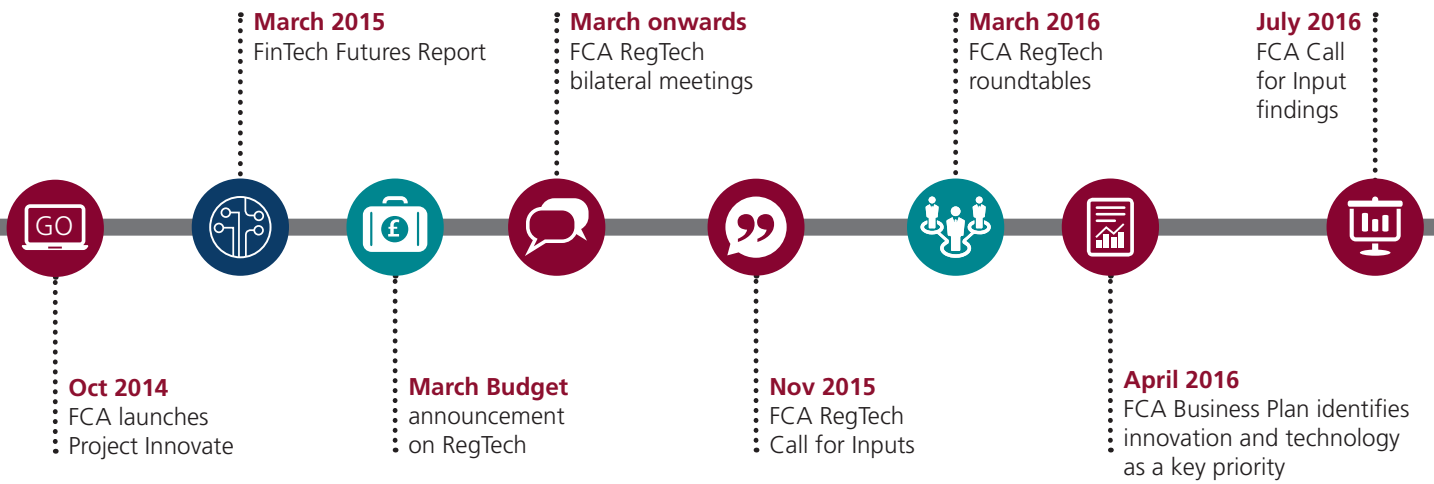 March 2015
FinTech Futures Report
March onwards
FCA RegTech
bilateral meetings
March 2016
FCA RegTech
roundtables
July 2016
FCA Call
for Input
findings
GO
£
Oct 2014
FCA launches
Project Innovate
March Budget
announcement
on RegTech
Nov 2015
FCA RegTech
Call for Inputs
April 2016
FCA Business Plan identifies
innovation and technology
as a key priority